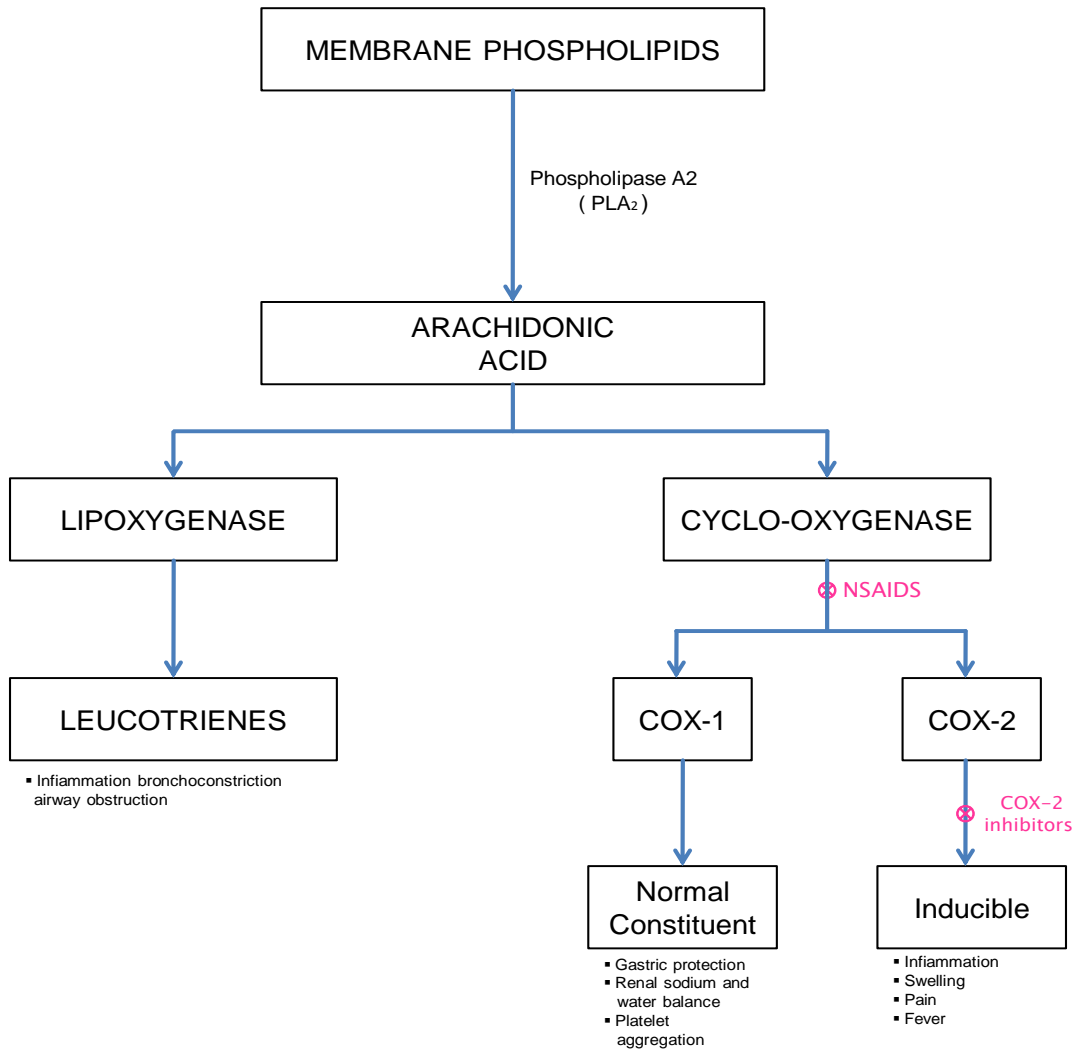 MEMBRANE PHOSPHOLIPIDS
Phospholipase A2
( PLA₂ )
ARACHIDONIC
ACID
LIPOXYGENASE
CYCLO-OXYGENASE
NSAIDS
LEUCOTRIENES
COX-1
COX-2
▪ Infiammation bronchoconstriction
airway obstruction
COX-2
inhibitors
Normal
Constituent
Inducible
▪ Gastric protection
▪ Renal sodium and
water balance
▪ Platelet
aggregation
▪ Infiammation
▪ Swelling
▪ Pain
▪ Fever